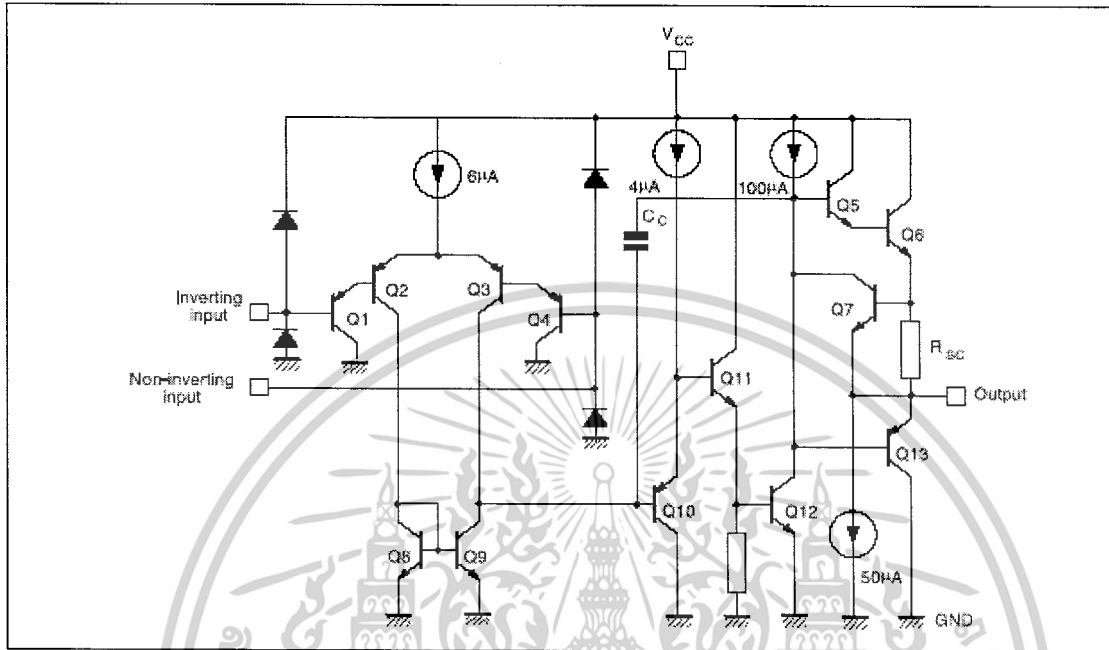 VCC
6µA
4µA
100µA
CC
Q5
Q6
Q2
Q3
Q7
Inverting
input
Q1
Q4
RSC
Non-inverting
input
Q11
Output
Q13
Q10
Q12
Q8
Q9
50µA
GND